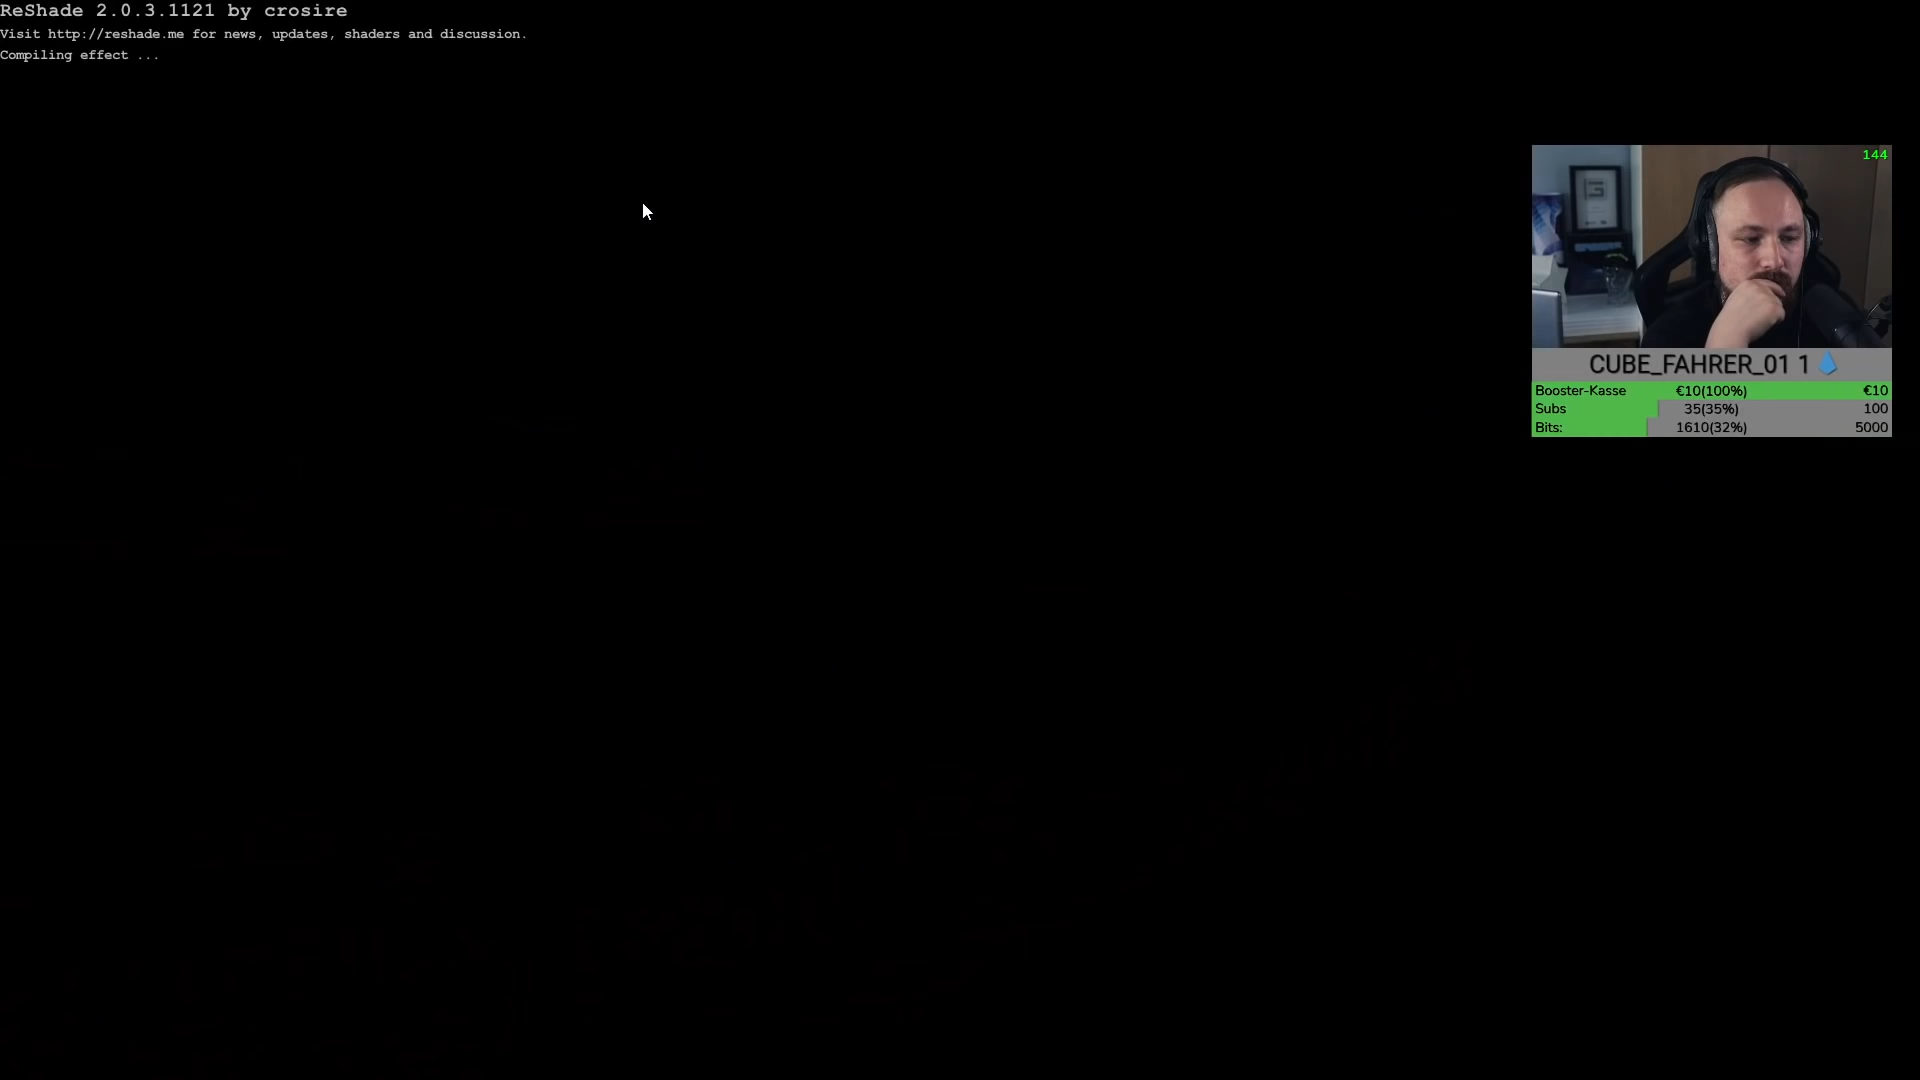 ReShade 2.0.3.1121 by crosire
Visit http://reshade.me for news, updates, shaders and discussion.
Compiling effect ...
144
CUBE_FAHRER_01 1
Booster-Kasse €10(100%) €10
Subs 35(35%) 100
Bits: 1610(32%) 5000